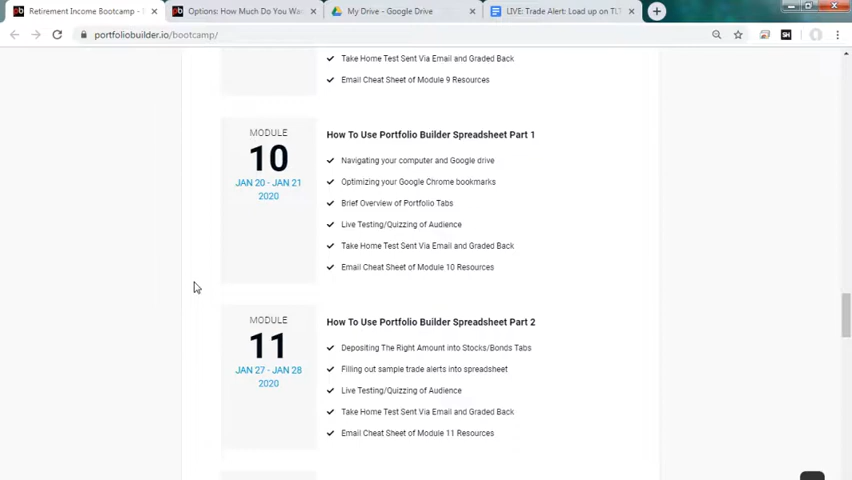 Retirement Income Bootcamp -
Options: How Much Do You Wan
My Drive - Google Drive
LIVE: Trade Alert: Load up on TLT
portfoliobuilder.io/bootcamp/
Take Home Test Sent Via Email and Graded Back
Email Cheat Sheet of Module 9 Resources
MODULE
10
JAN 20 - JAN 21
2020
How To Use Portfolio Builder Spreadsheet Part 1
Navigating your computer and Google drive
Optimizing your Google Chrome bookmarks
Brief Overview of Portfolio Tabs
Live Testing/Quizzing of Audience
Take Home Test Sent Via Email and Graded Back
Email Cheat Sheet of Module 10 Resources
MODULE
11
JAN 27 - JAN 28
2020
How To Use Portfolio Builder Spreadsheet Part 2
Depositing The Right Amount into Stocks/Bonds Tabs
Filling out sample trade alerts into spreadsheet
Live Testing/Quizzing of Audience
Take Home Test Sent Via Email and Graded Back
Email Cheat Sheet of Module 11 Resources